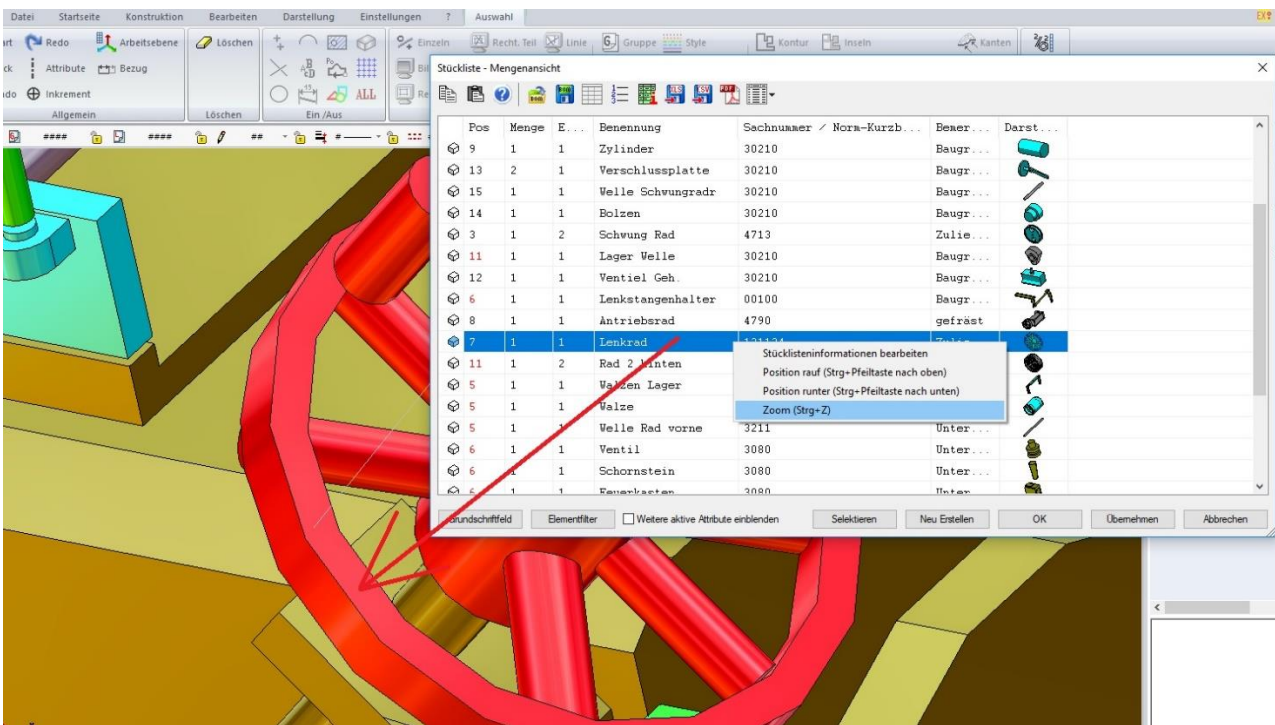 Datei Startseite Konstruktion Bearbeiten Darstellung Einstellungen ? Auswahl
Redo Arbeitsebene Löschen Einzeln Recht. Teil Linie Gruppe Style Kontur Inseln Kanten
Attribute Bezug
Inkrement ALL
Allgemein Löschen Ein /Aus
#### #### ## #
Stückliste - Mengenansicht
Pos Menge E... Benennung Sachnummer / Norm-Kurzb... Bemer... Darst...
9 1 1 Zylinder 30210 Baugr...
13 2 1 Verschlussplatte 30210 Baugr...
15 1 1 Welle Schwungradr 30210 Baugr...
14 1 1 Bolzen 30210 Baugr...
3 1 2 Schwung Rad 4713 Zulie...
11 1 1 Lager Welle 30210 Baugr...
12 1 1 Ventiel Geh. 30210 Baugr...
6 1 1 Lenkstangenhalter 00100 Baugr...
8 1 1 Antriebsrad 4790 gefräst
7 1 1 Lenkrad
11 1 2 Rad 2 hinten
5 1 1 Walzen Lager
5 1 1 Walze
5 1 1 Welle Rad vorne 3211 Unter...
6 1 1 Ventil 3080 Unter...
6 1 1 Schornstein 3080 Unter...
6 1 1 Feuerkasten 3080 Unter...
Stücklisteninformationen bearbeiten
Position rauf (Strg+Pfeiltaste nach oben)
Position runter (Strg+Pfeiltaste nach unten)
Zoom (Strg+Z)
Elementfilter Weitere aktive Attribute einblenden Selektieren Neu Erstellen OK Übernehmen Abbrechen